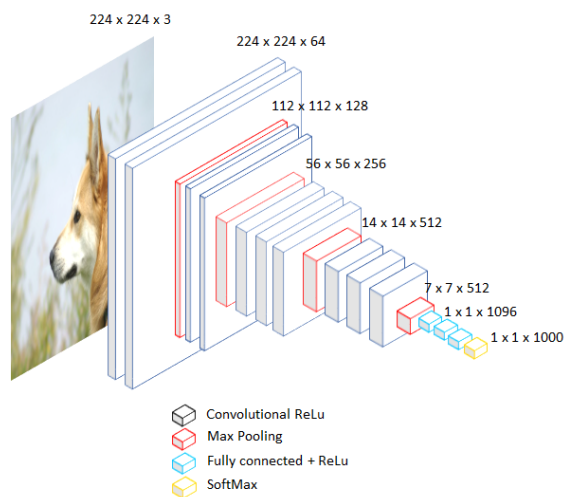 224 x 224 x 3
224 x 224 x 64
112 x 112 x 128
56 x 56 x 256
14 x 14 x 512
7 x 7 x 512
1 x 1 x 1096
1 x 1 x 1000
Convolutional ReLu
Max Pooling
Fully connected + ReLu
SoftMax